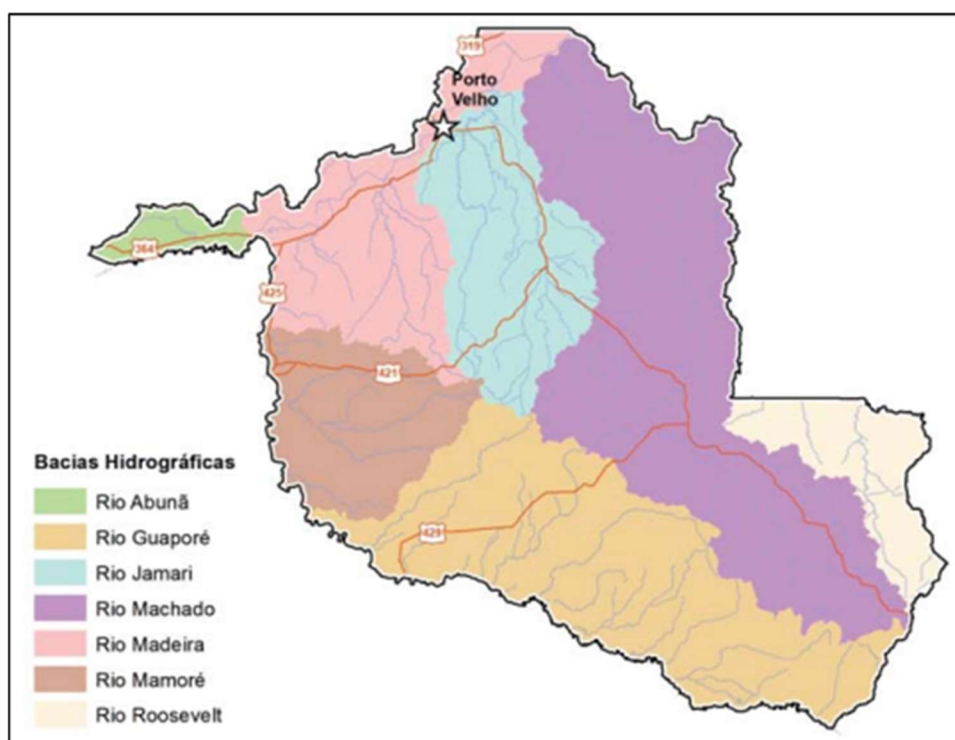 319
Porto
Velho
364
425
421
429
Bacias Hidrográficas
Rio Abunã
Rio Guaporé
Rio Jamari
Rio Machado
Rio Madeira
Rio Mamoré
Rio Roosevelt